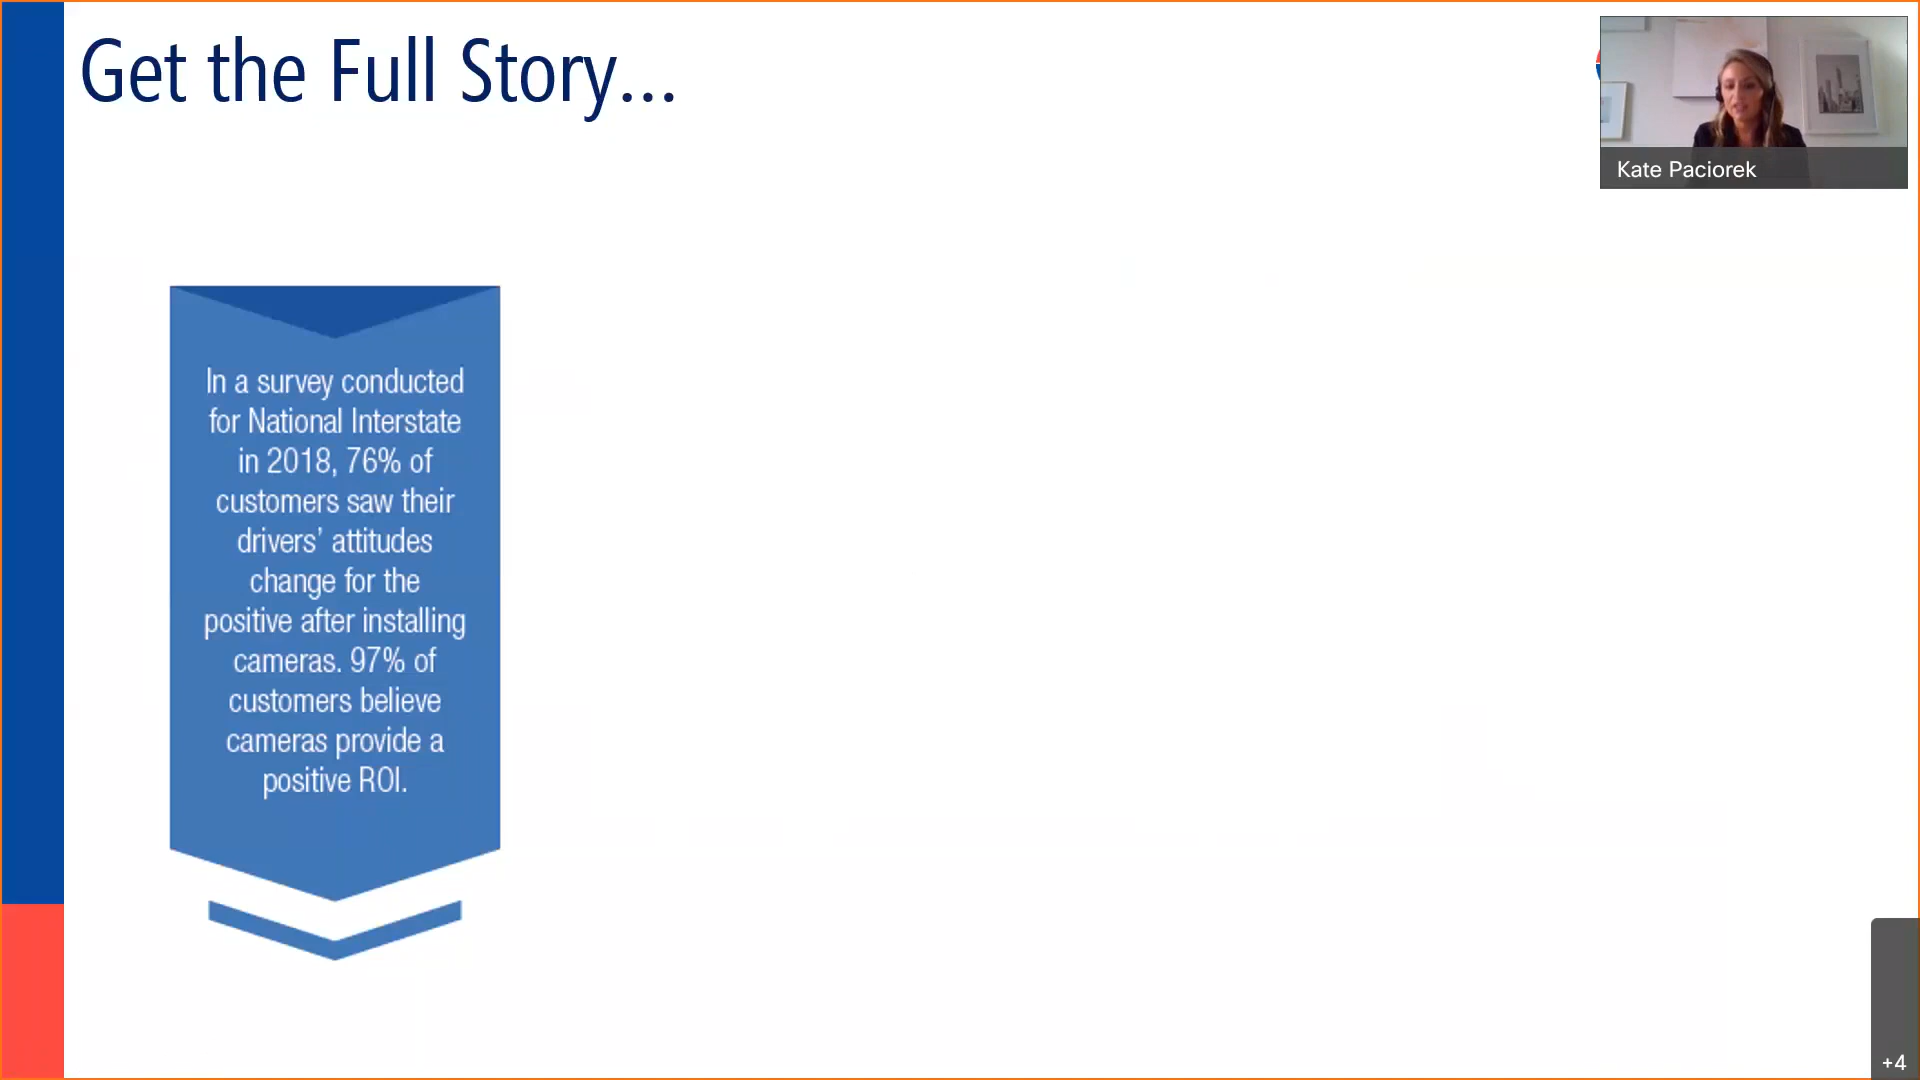 Get the Full Story...
Kate Paciorek
In a survey conducted
for National Interstate
in 2018, 76% of
customers saw their
drivers’ attitudes
change for the
positive after installing
cameras. 97% of
customers believe
cameras provide a
positive ROI.
+4